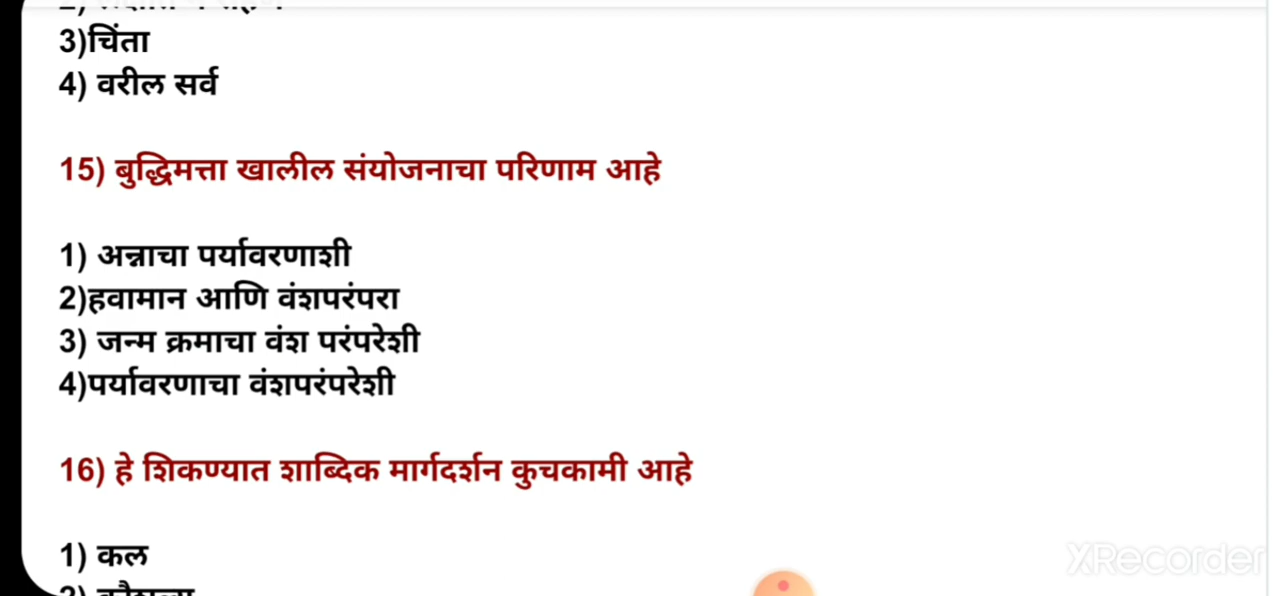 3)चिंता
4) वरील सर्व
15) बुद्धिमत्ता खालील संयोजनाचा परिणाम आहे
1) अन्नाचा पर्यावरणाशी
2)हवामान आणि वंशपरंपरा
3) जन्म क्रमाचा वंश परंपरेशी
4)पर्यावरणाचा वंशपरंपरेशी
16) हे शिकण्यात शाब्दिक मार्गदर्शन कुचकामी आहे
1) कल
XRecorder